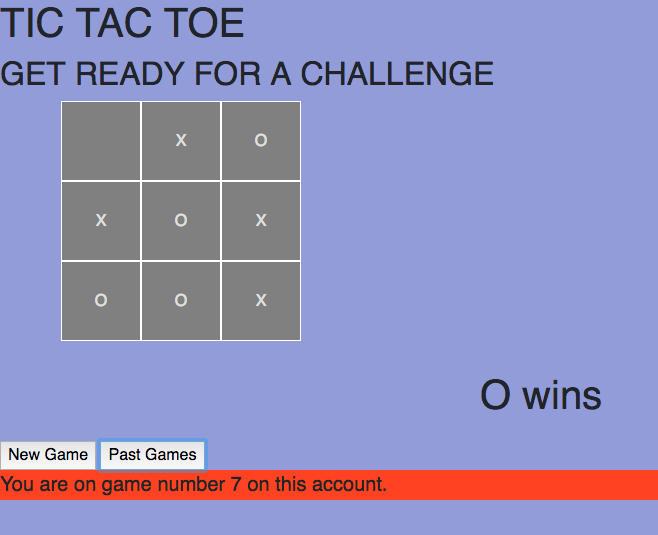 TIC TAC TOE
GET READY FOR A CHALLENGE
X O
X O X
O O X
O wins
New Game Past Games
You are on game number 7 on this account.